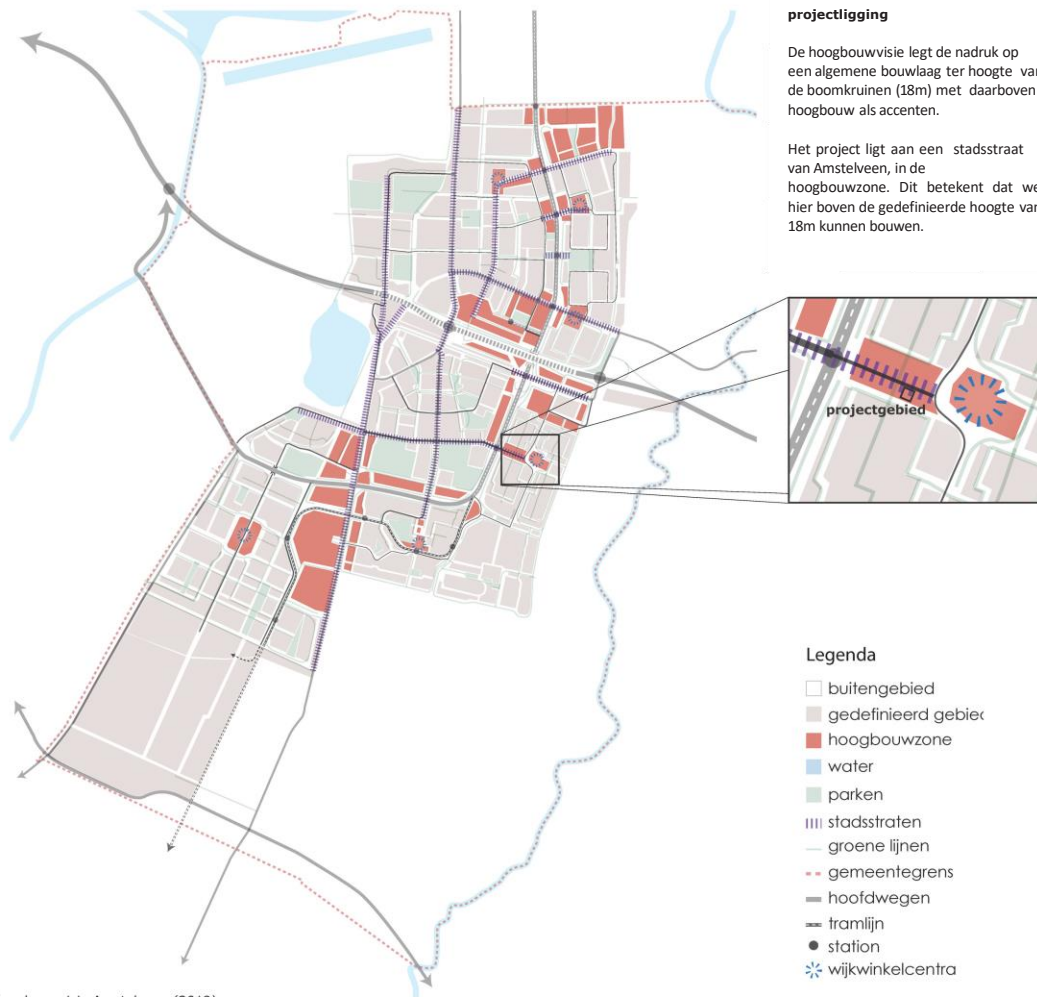 projectligging
De hoogbouwvisie legt de nadruk op
een algemene bouwlaag ter hoogte van
de boomkruinen (18m) met daarboven
hoogbouw als accenten.
Het project ligt aan een stadsstraat
van Amstelveen, in de
hoogbouwzone. Dit betekent dat we
hier boven de gedefinieerde hoogte van
18m kunnen bouwen.
projectgebied
Legenda
buitengebied
gedefinieerd gebied
hoogbouwzone
water
parken
stadsstraten
groene lijnen
gemeentegrens
hoofdwegen
tramlijn
station
wijkwinkelcentra